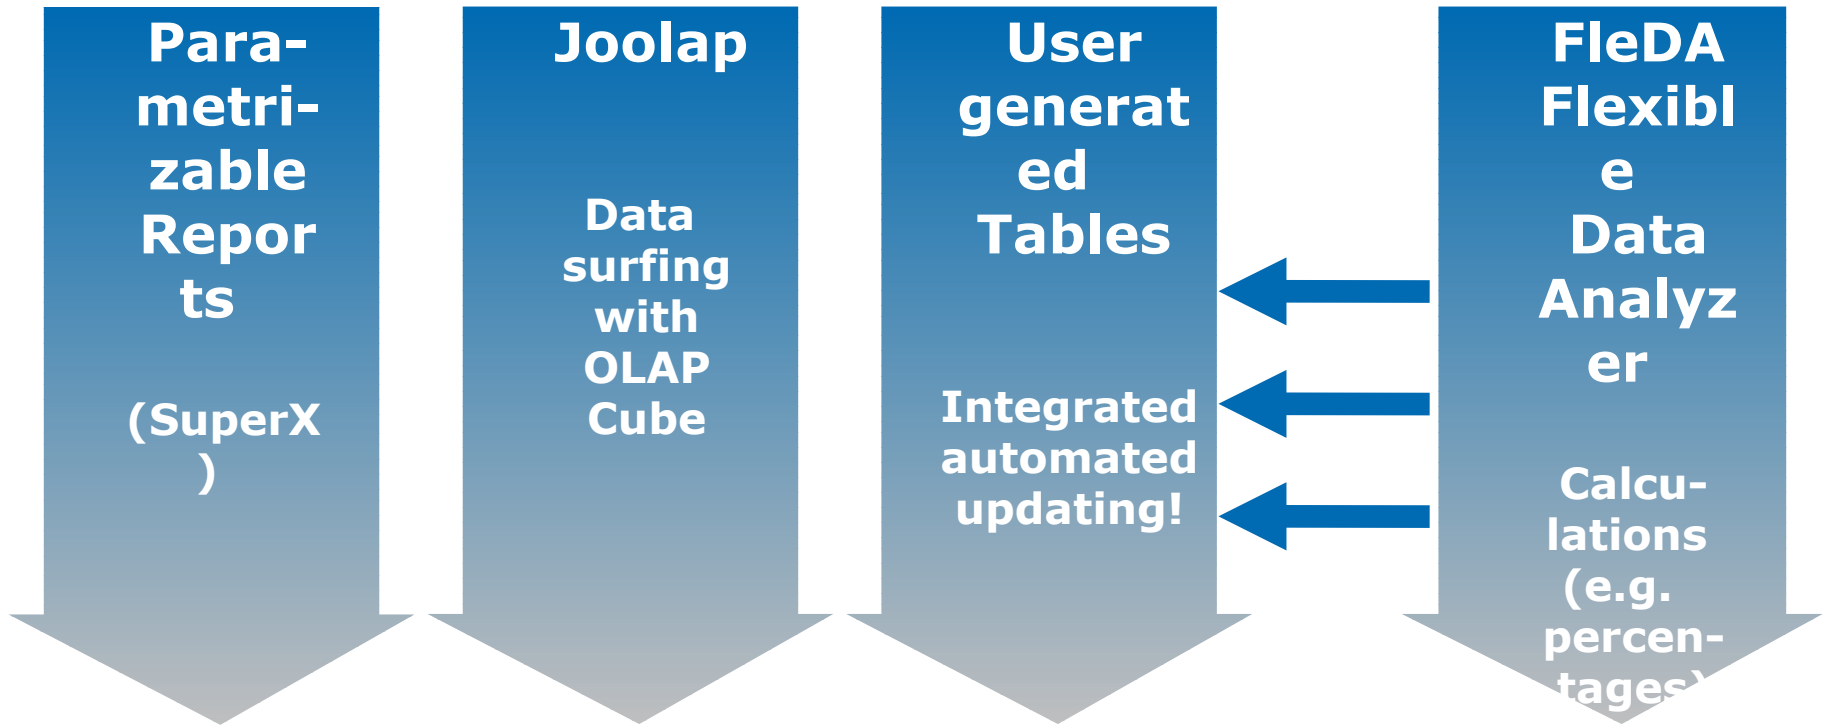 Para-
metri-
zable
Repor
ts
(SuperX
)
Joolap
Data
surfing
with
OLAP
Cube
User
generat
ed
Tables
Integrated
automated
updating!
FleDA
Flexibl
e
Data
Analyz
er
Calcu-
lations
(e.g.
percen-
tages)